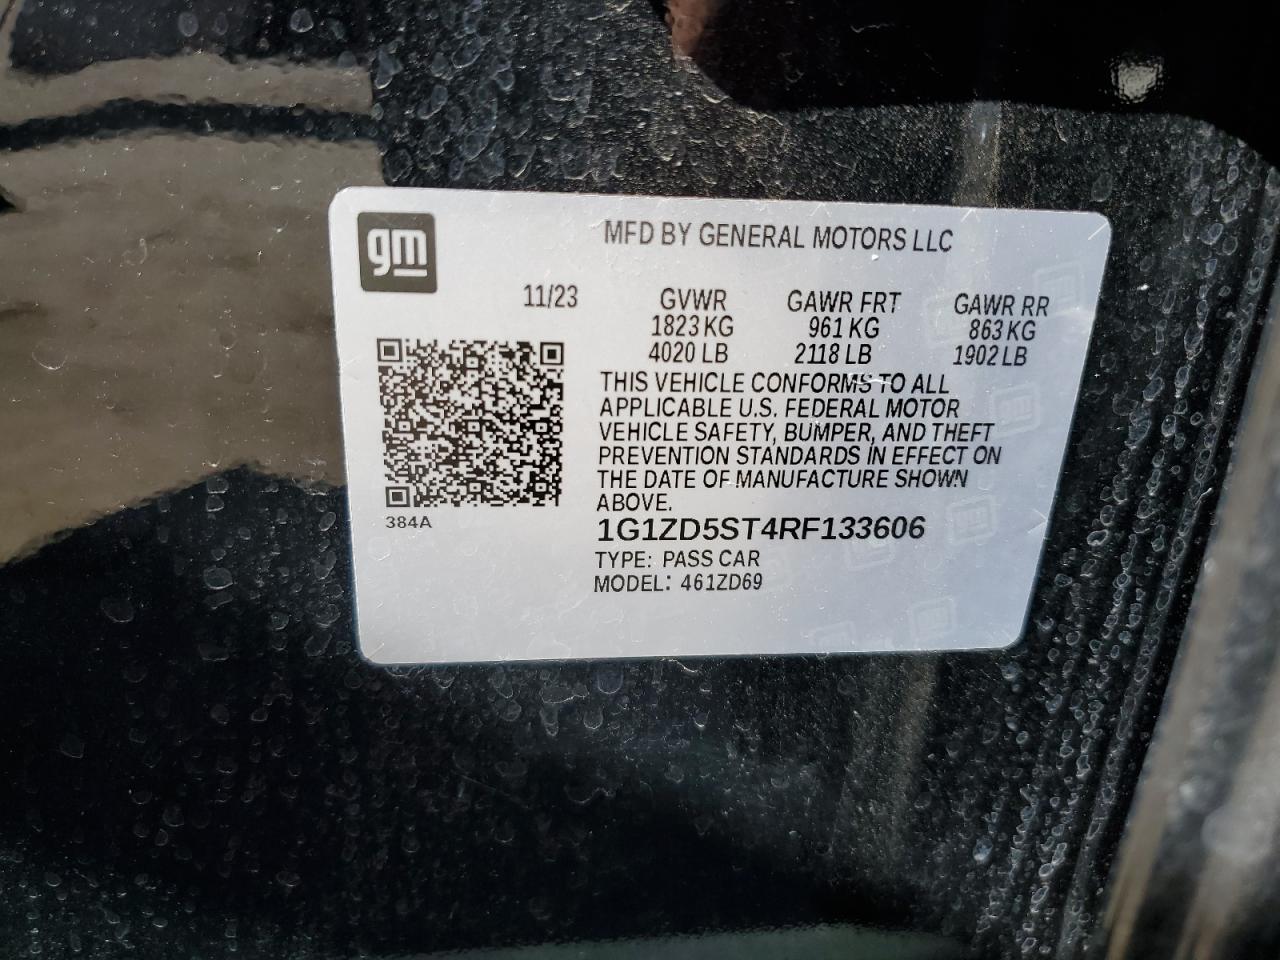 gm
MFD BY GENERAL MOTORS LLC
11/23 GVWR GAWR FRT GAWR RR
1823 KG 961 KG 863 KG
4020 LB 2118 LB 1902 LB
THIS VEHICLE CONFORMS TO ALL
APPLICABLE U.S. FEDERAL MOTOR
VEHICLE SAFETY, BUMPER, AND THEFT
PREVENTION STANDARDS IN EFFECT ON
THE DATE OF MANUFACTURE SHOWN
ABOVE.
384A
1G1ZD5ST4RF133606
TYPE: PASS CAR
MODEL: 461ZD69